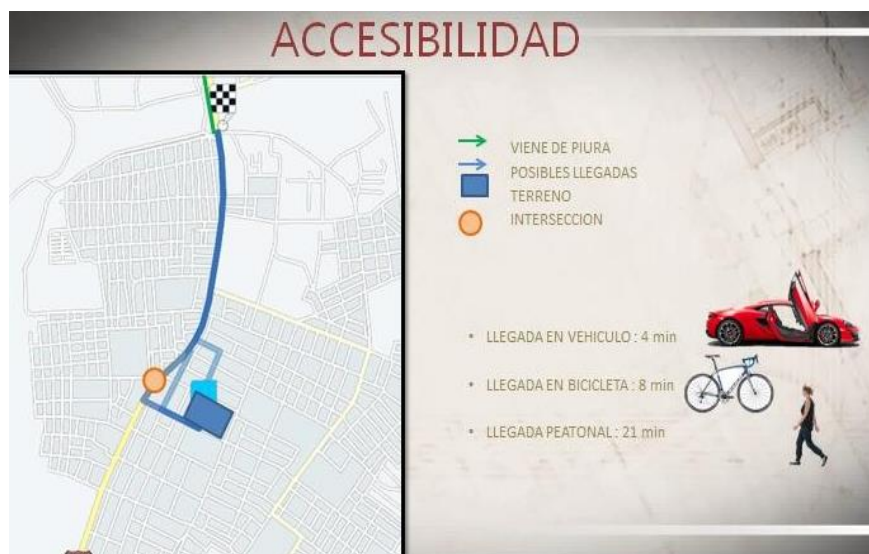 ACCESIBILIDAD
VIENE DE PIURA
POSIBLES LLEGADAS
TERRENO
INTERSECCION
• LLEGADA EN VEHICULO : 4 min
• LLEGADA EN BICICLETA : 8 min
• LLEGADA PEATONAL : 21 min